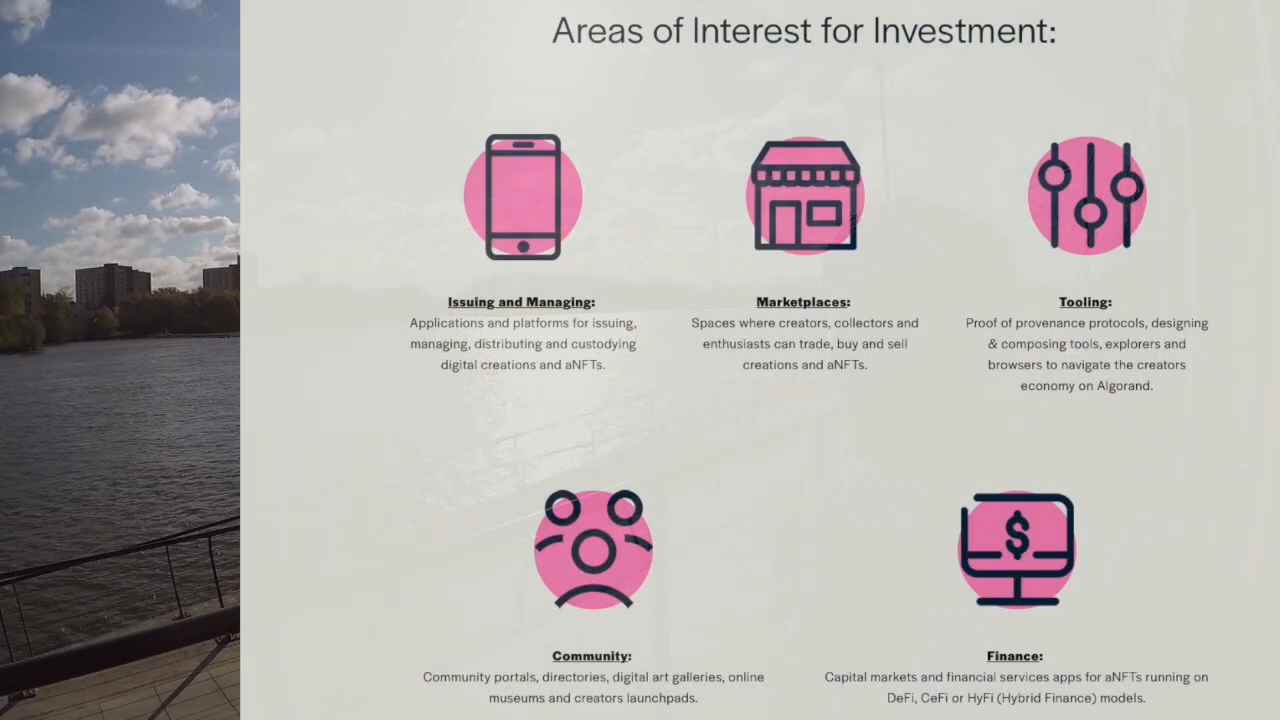 Areas of Interest for Investment:
Issuing and Managing:
Applications and platforms for issuing,
managing, distributing and custodying
digital creations and aNFTs.
Marketplaces:
Spaces where creators, collectors and
enthusiasts can trade, buy and sell
creations and aNFTs.
Tooling:
Proof of provenance protocols, designing
& composing tools, explorers and
browsers to navigate the creators
economy on Algorand.
$
Community:
Community portals, directories, digital art galleries, online
museums and creators launchpads.
Finance:
Capital markets and financial services apps for aNFTs running on
DeFi, CeFi or HyFi (Hybrid Finance) models.